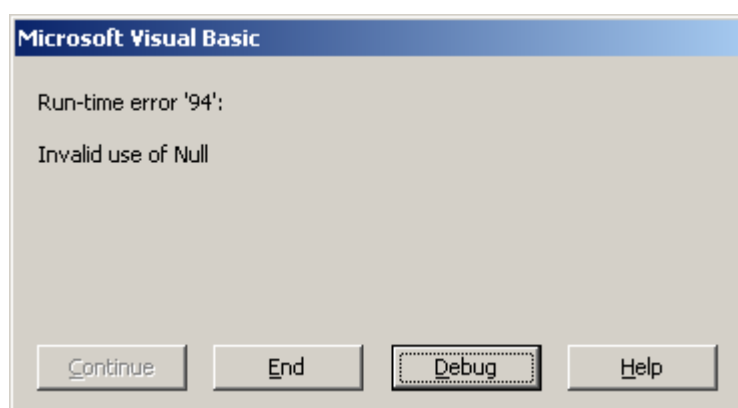 Microsoft Visual Basic
Run-time error '94':
Invalid use of Null
Continue End Debug Help